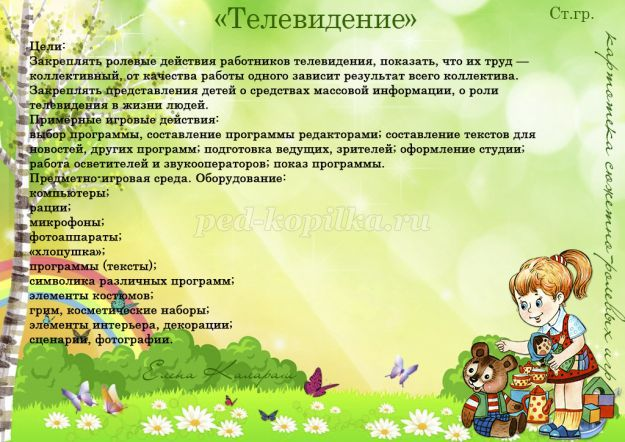 «Телевидение»
Ст.гр.
Цели:
Закреплять ролевые действия работников телевидения, показать, что их труд —
коллективный, от качества работы одного зависит результат всего коллектива.
Закреплять представления детей о средствах массовой информации, о роли
телевидения в жизни людей.
Примерные игровые действия:
выбор программы, составление программы редакторами; составление текстов для
новостей, других программ; подготовка ведущих, зрителей; оформление студии;
работа осветителей и звукооператоров; показ программы.
Предметно-игровая среда. Оборудование:
компьютеры;
рации;
микрофоны;
фотоаппараты;
«хлопушка»;
программы (тексты);
символика различных программ;
элементы костюмов;
грим, косметические наборы;
элементы интерьера, декорации;
сценарии, фотографии.
ped-kopilka.ru
картотека сюжетно-ролевых игр
Елена